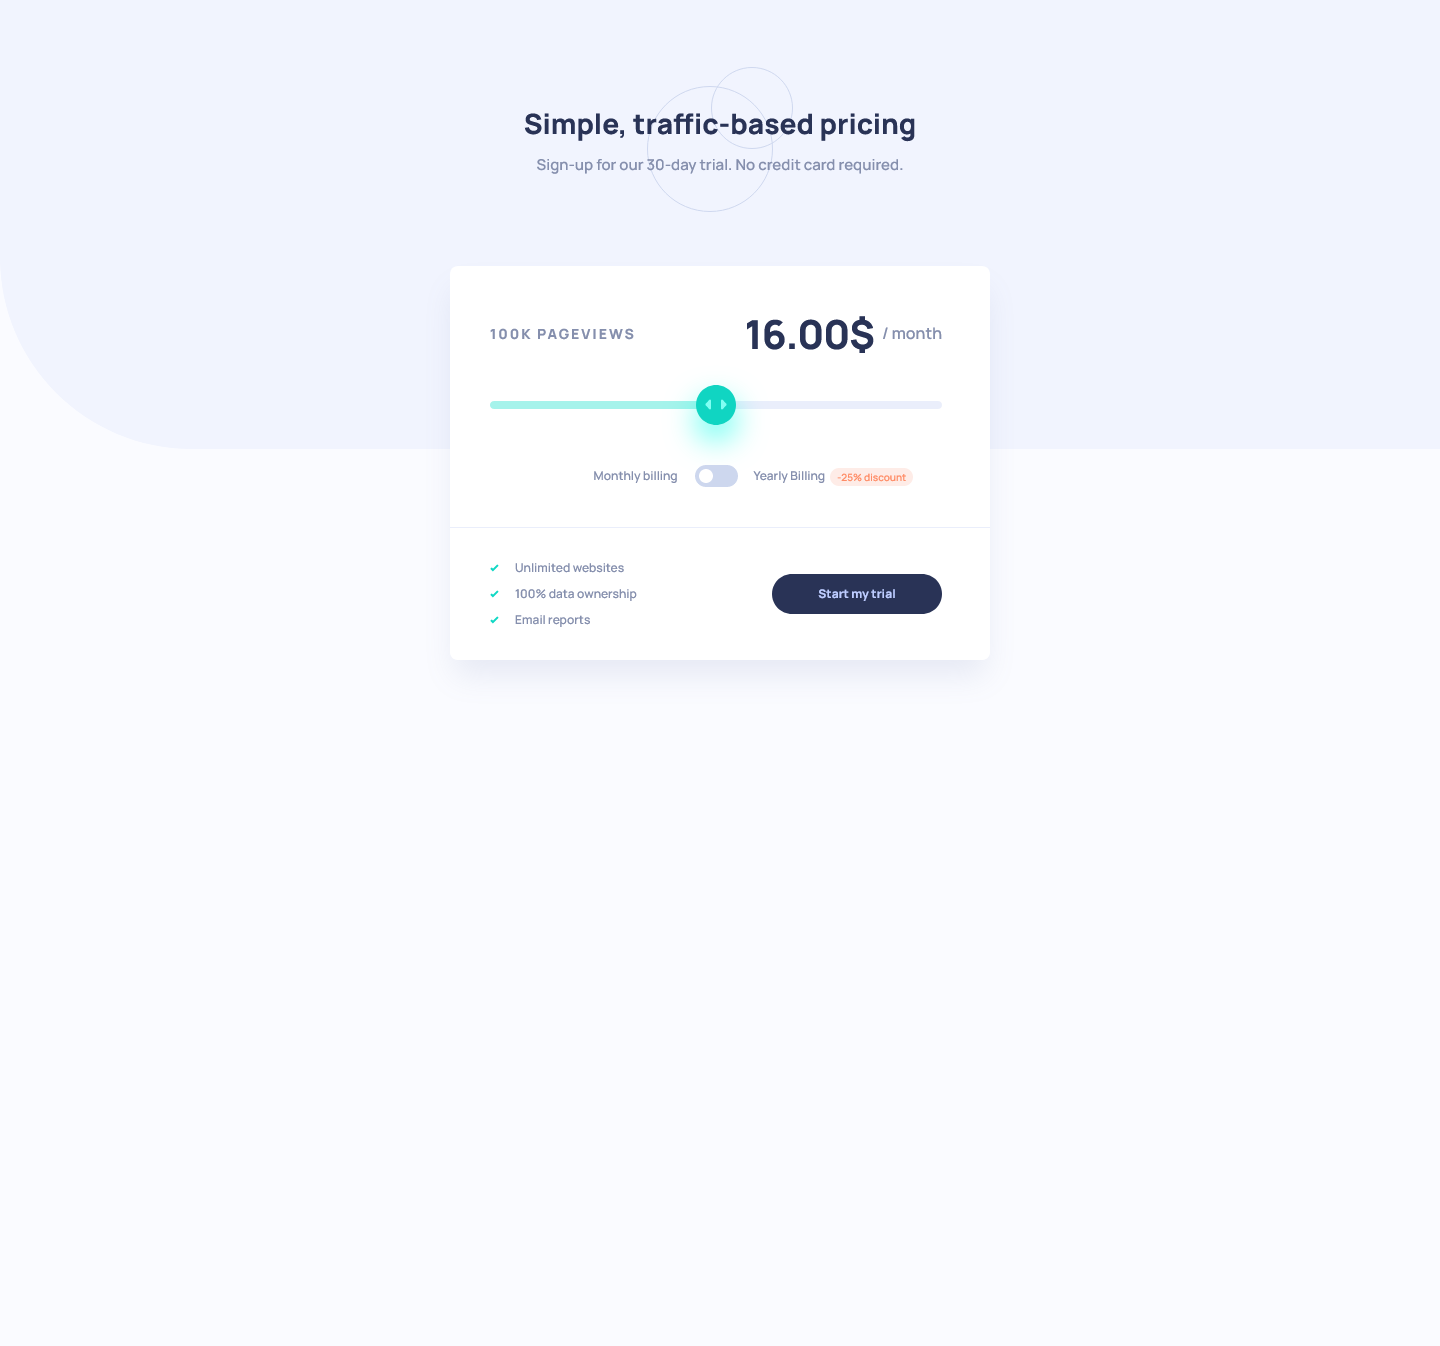 Simple, traffic-based pricing
Sign-up for our 30-day trial. No credit card required.
100K PAGEVIEWS
16.00$ / month
Monthly billing
Yearly Billing -25% discount
Unlimited websites
100% data ownership
Email reports
Start my trial